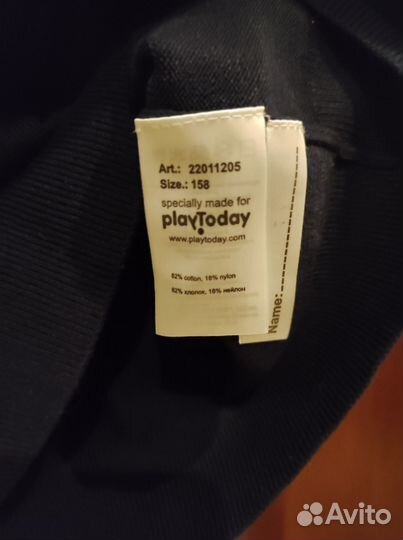 Art.: 22011205
Size.: 158
specially made for
playToday
www.playtoday.com
82% cotton, 18% nylon
82% хлопок, 18% нейлон
Name:
Avito